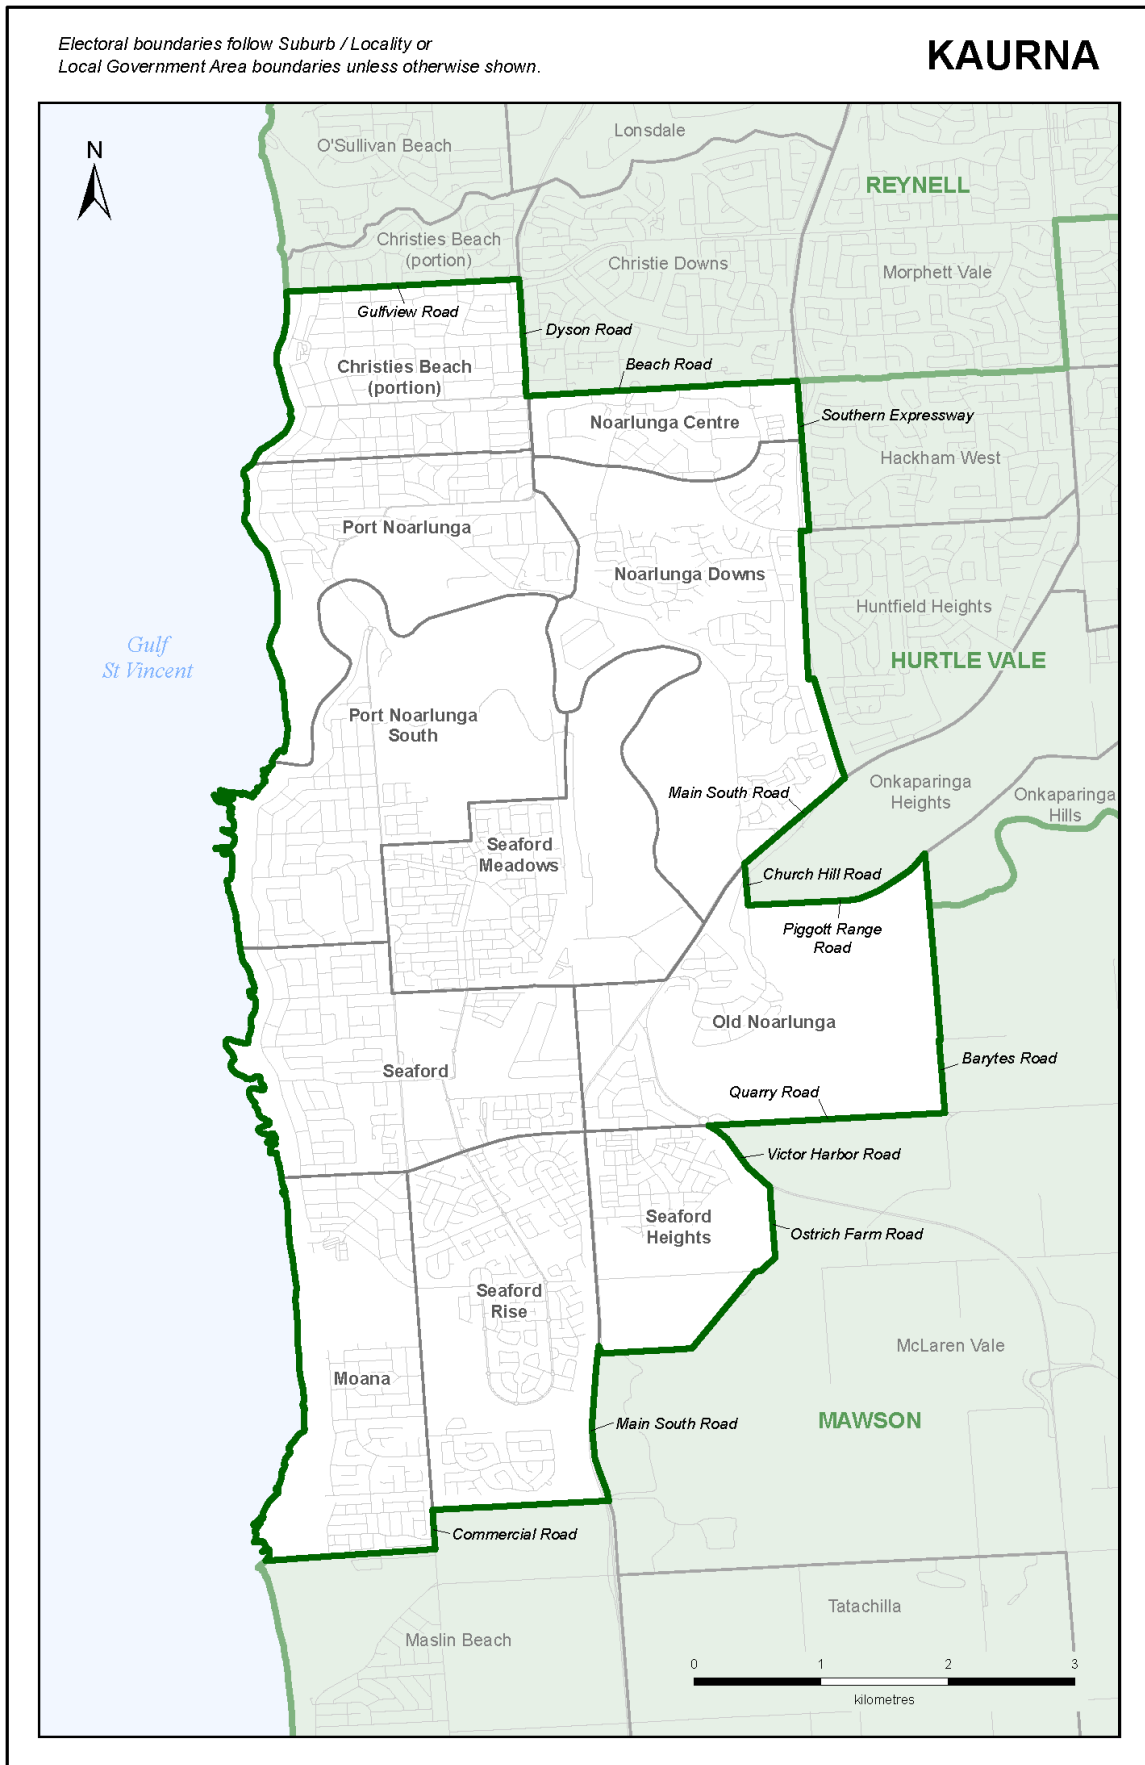 Electoral boundaries follow Suburb / Locality or
Local Government Area boundaries unless otherwise shown.
KAURNA
N
O'Sullivan Beach
Lonsdale
REYNELL
Christies Beach
(portion)
Christie Downs
Morphett Vale
Gulfview Road
Dyson Road
Christies Beach
(portion)
Beach Road
Noarlunga Centre
Southern Expressway
Hackham West
Port Noarlunga
Noarlunga Downs
Huntfield Heights
Gulf
St Vincent
HURTLE VALE
Port Noarlunga
South
Main South Road
Onkaparinga
Heights
Onkaparinga
Hills
Seaford
Meadows
Church Hill Road
Piggott Range
Road
Old Noarlunga
Seaford
Barytes Road
Quarry Road
Victor Harbor Road
Seaford
Heights
Ostrich Farm Road
Seaford
Rise
McLaren Vale
Moana
MAWSON
Main South Road
Commercial Road
Tatachilla
Maslin Beach
0 1 2 3
kilometres